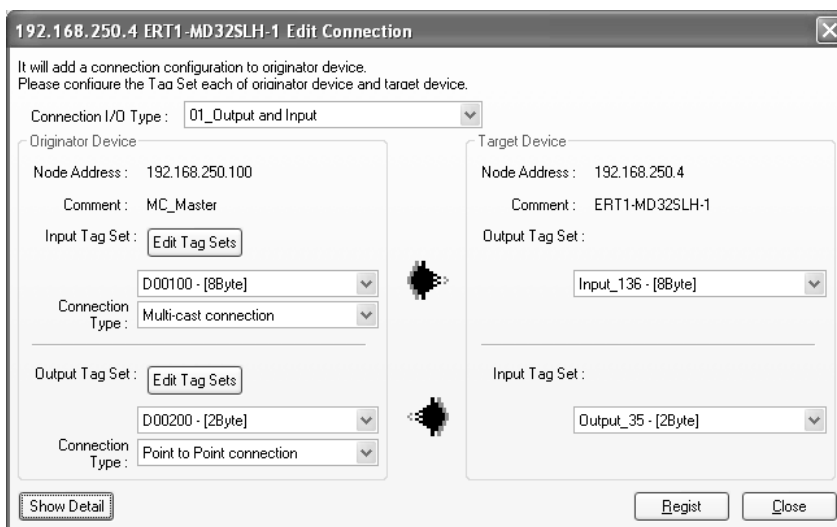 192.168.250.4 ERT1-MD32SLH-1 Edit Connection
It will add a connection configuration to originator device.
Please configure the Tag Set each of originator device and target device.
Connection I/O Type : 01_Output and Input
Originator Device
Node Address : 192.168.250.100
Comment : MC_Master
Input Tag Set : Edit Tag Sets
D00100 - [8Byte]
Connection
Type : Multi-cast connection
Output Tag Set : Edit Tag Sets
D00200 - [2Byte]
Connection
Type : Point to Point connection
Target Device
Node Address : 192.168.250.4
Comment : ERT1-MD32SLH-1
Output Tag Set :
Input_136 - [8Byte]
Input Tag Set :
Output_35 - [2Byte]
Show Detail
Regist
Close